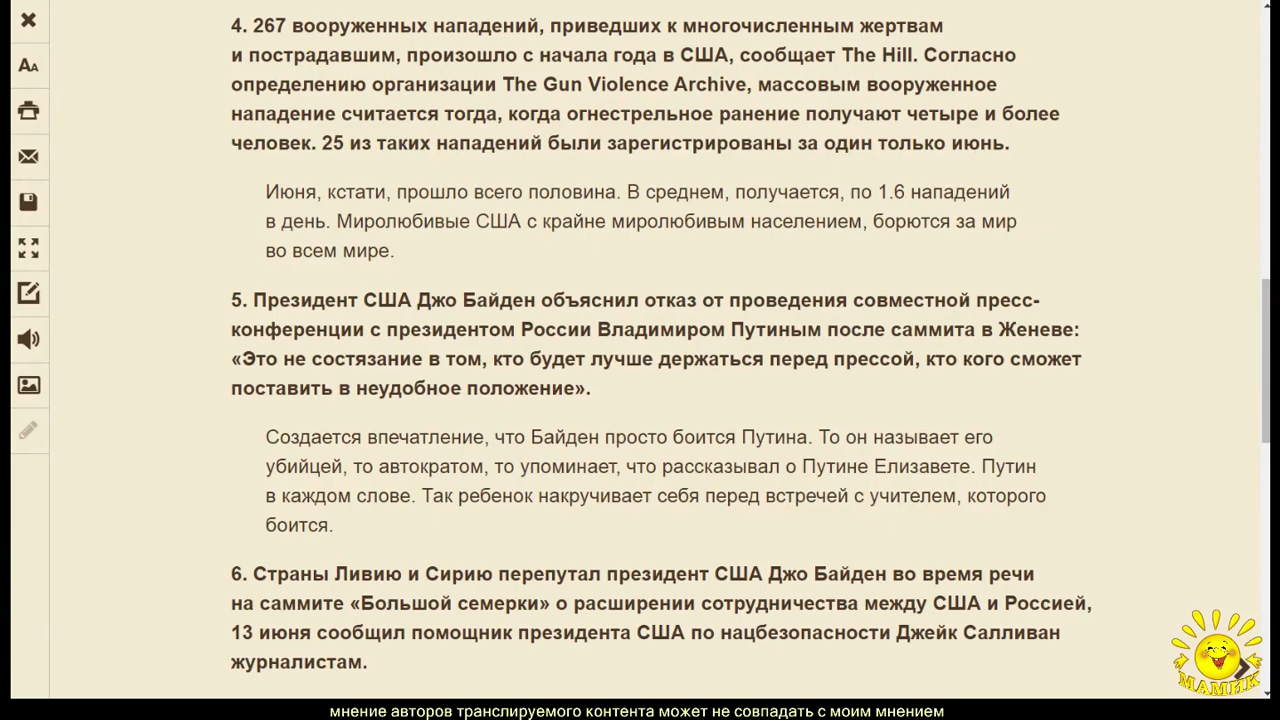 4. 267 вооруженных нападений, приведших к многочисленным жертвам
и пострадавшим, произошло с начала года в США, сообщает The Hill. Согласно
определению организации The Gun Violence Archive, массовым вооруженное
нападение считается тогда, когда огнестрельное ранение получают четыре и более
человек. 25 из таких нападений были зарегистрированы за один только июнь.
Июня, кстати, прошло всего половина. В среднем, получается, по 1.6 нападений
в день. Миролюбивые США с крайне миролюбивым населением, борются за мир
во всем мире.
5. Президент США Джо Байден объяснил отказ от проведения совместной пресс-
конференции с президентом России Владимиром Путиным после саммита в Женеве:
«Это не состязание в том, кто будет лучше держаться перед прессой, кто кого сможет
поставить в неудобное положение».
Создается впечатление, что Байден просто боится Путина. То он называет его
убийцей, то автократом, то упоминает, что рассказывал о Путине Елизавете. Путин
в каждом слове. Так ребенок накручивает себя перед встречей с учителем, которого
боится.
6. Страны Ливию и Сирию перепутал президент США Джо Байден во время речи
на саммите «Большой семерки» о расширении сотрудничества между США и Россией,
13 июня сообщил помощник президента США по нацбезопасности Джейк Салливан
журналистам.
МАМИК
мнение авторов транслируемого контента может не совпадать с моим мнением